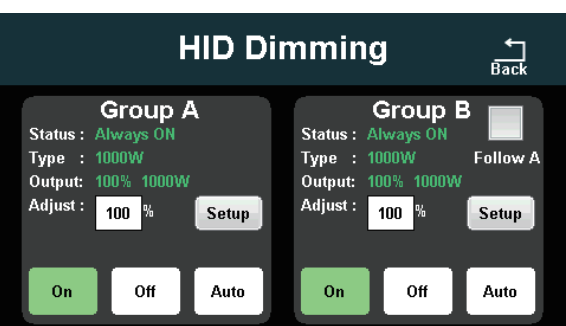 HID Dimming
Back
Group A
Status : Always ON
Type : 1000W
Output: 100% 1000W
Adjust : 100 %
Setup
On Off Auto
Group B
Status : Always ON
Type : 1000W
Follow A
Output: 100% 1000W
Adjust : 100 %
Setup
On Off Auto